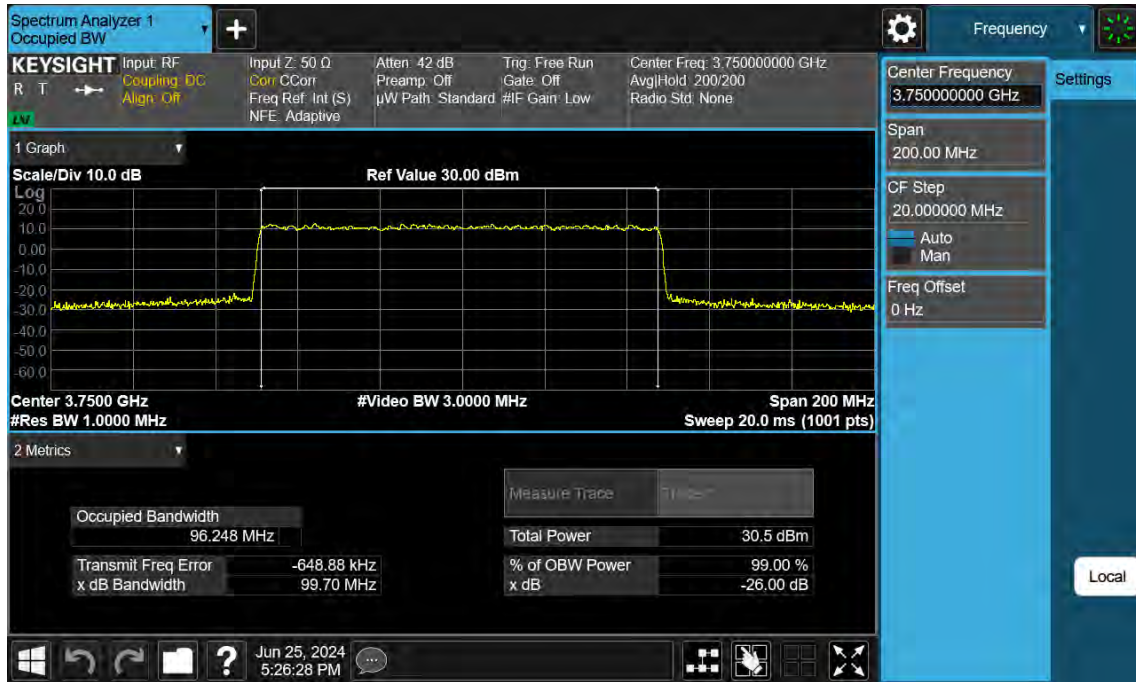 Spectrum Analyzer 1
Occupied BW
Frequency
KEYSIGHT
R T
LXI
Input: RF
Coupling: DC
Align: Off
Input Z: 50 Ω
Corr CCorr
Freq Ref: Int (S)
NFE: Adaptive
Atten: 42 dB
Preamp: Off
µW Path: Standard
Trig: Free Run
Gate: Off
#IF Gain: Low
Center Freq: 3.750000000 GHz
Avg|Hold: 200/200
Radio Std: None
Center Frequency
3.750000000 GHz
Settings
Span
200.00 MHz
CF Step
20.000000 MHz
Auto
Man
Freq Offset
0 Hz
Local
1 Graph
Scale/Div 10.0 dB
Ref Value 30.00 dBm
Log
20.0
10.0
0.00
-10.0
-20.0
-30.0
-40.0
-50.0
-60.0
Center 3.7500 GHz
#Video BW 3.0000 MHz
Span 200 MHz
#Res BW 1.0000 MHz
Sweep 20.0 ms (1001 pts)
2 Metrics
Measure Trace
Occupied Bandwidth
96.248 MHz
Total Power 30.5 dBm
Transmit Freq Error -648.88 kHz
% of OBW Power 99.00 %
x dB Bandwidth 99.70 MHz
x dB -26.00 dB
?
Jun 25, 2024
5:26:28 PM